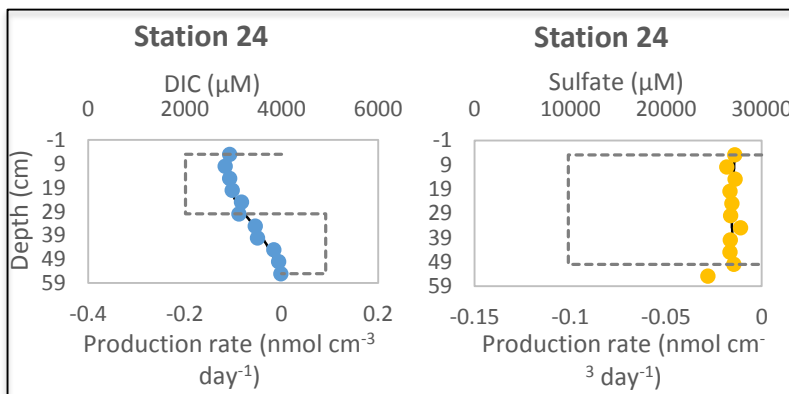 Station 24
DIC (µM)
0 2000 4000 6000
-1
9
19
29
39
49
59
Depth (cm)
-0.4 -0.2 0 0.2
Production rate (nmol cm-3
day-1)
Station 24
Sulfate (µM)
0 10000 20000 30000
-1
9
19
29
39
49
59
-0.15 -0.1 -0.05 0
Production rate (nmol cm-
3 day-1)